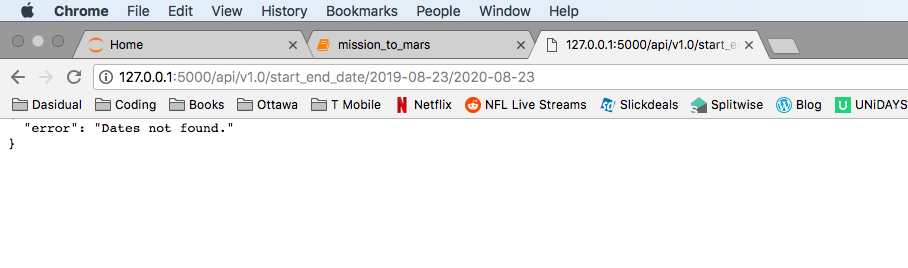 Chrome File Edit View History Bookmarks People Window Help
Home mission_to_mars 127.0.0.1:5000/api/v1.0/start_e
127.0.0.1:5000/api/v1.0/start_end_date/2019-08-23/2020-08-23
Dasidual Coding Books Ottawa T Mobile Netflix NFL Live Streams Slickdeals Splitwise Blog UNiDAYS
"error": "Dates not found."
}